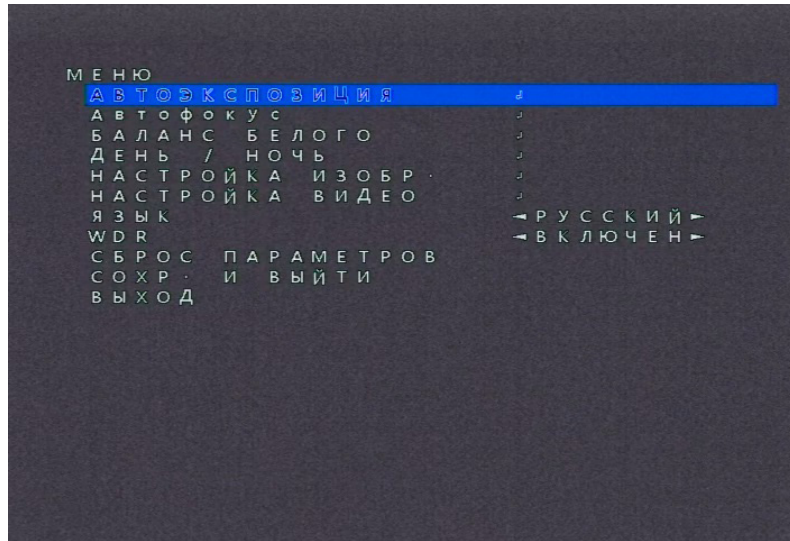 МЕНЮ
АВТОЭКСПОЗИЦИЯ ↲
Автофокус ↲
БАЛАНС БЕЛОГО ↲
ДЕНЬ / НОЧЬ ↲
НАСТРОЙКА ИЗОБР. ↲
НАСТРОЙКА ВИДЕО ↲
ЯЗЫК ◄РУССКИЙ►
WDR ◄ВКЛЮЧЕН►
СБРОС ПАРАМЕТРОВ
СОХР. И ВЫЙТИ
ВЫХОД